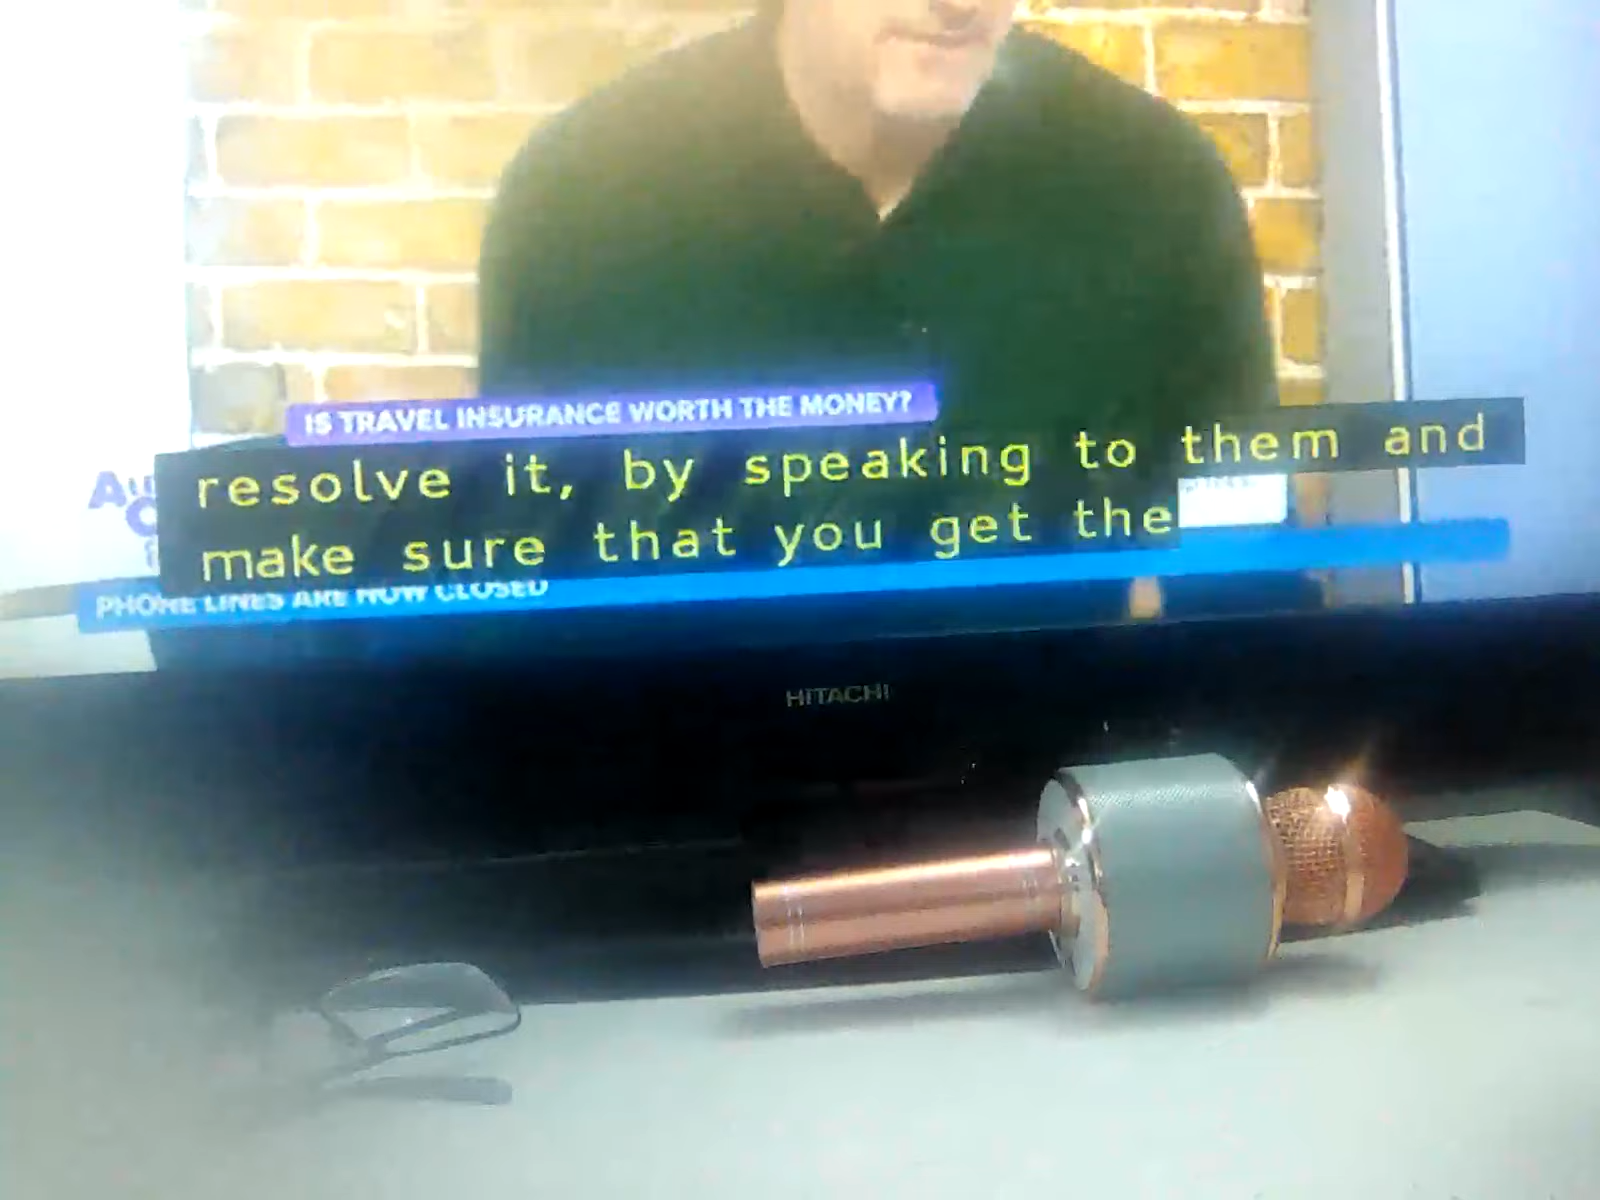 IS TRAVEL INSURANCE WORTH THE MONEY?
resolve it, by speaking to them and
make sure that you get the
PHONE LINES ARE NOW CLOSED
HITACHI